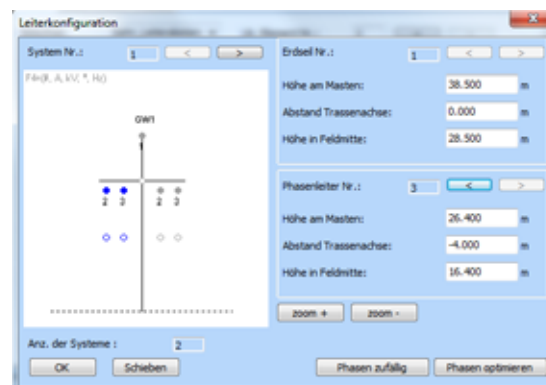 Leiterkonfiguration
System Nr.: 1 < >
GW1
1
2 3 2 3
Anz. der Systeme : 2
OK Schieben
Erdseil Nr.: 1 < >
Höhe am Masten: 38.500 m
Abstand Trassenachse: 0.000 m
Höhe in Feldmitte: 28.500 m
Phasenleiter Nr.: 3 < >
Höhe am Masten: 26.400 m
Abstand Trassenachse: -4.000 m
Höhe in Feldmitte: 16.400 m
zoom + zoom -
Phasen zufällig Phasen optimieren